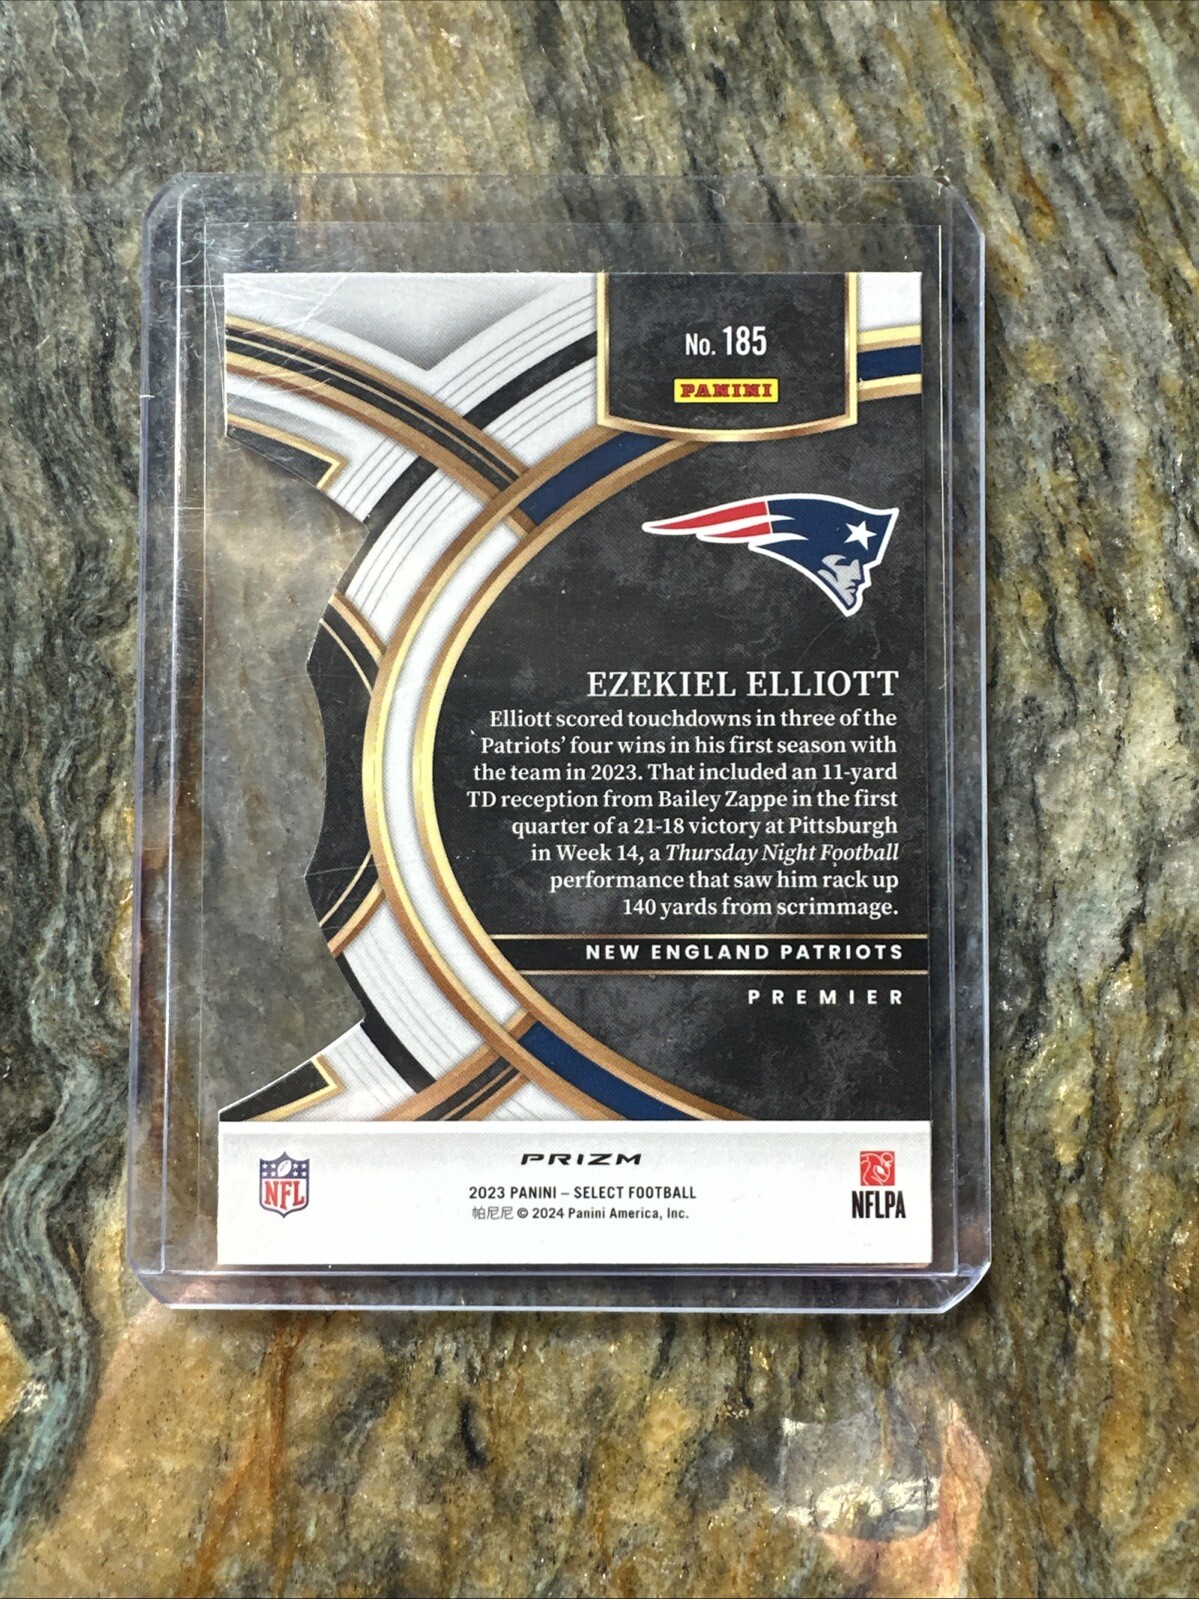 No. 185
PANINI
EZEKIEL ELLIOTT
Elliott scored touchdowns in three of the
Patriots' four wins in his first season with
the team in 2023. That included an 11-yard
TD reception from Bailey Zappe in the first
quarter of a 21-18 victory at Pittsburgh
in Week 14, a Thursday Night Football
performance that saw him rack up
140 yards from scrimmage.
NEW ENGLAND PATRIOTS
PREMIER
PRIZM
NFL
2023 PANINI – SELECT FOOTBALL
帕尼尼 © 2024 Panini America, Inc.
NFLPA